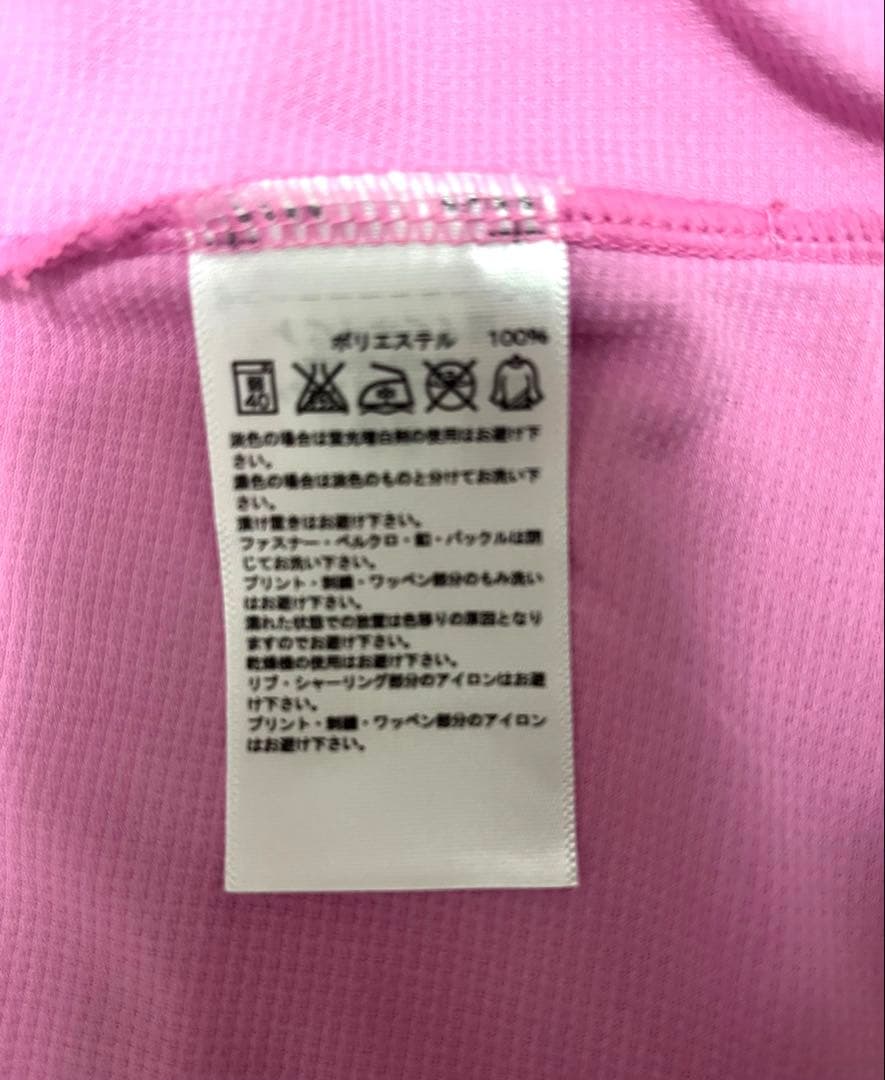 ポリエステル 100%
弱
40
淡色の場合は蛍光増白剤の使用はお避け下
さい。
濃色の場合は淡色のものと分けてお洗い下
さい。
漬け置きはお避け下さい。
ファスナー・ベルクロ・釦・バックルは閉
じてお洗い下さい。
プリント・刺繍・ワッペン部分のもみ洗い
はお避け下さい。
濡れた状態での放置は色移りの原因となり
ますのでお避け下さい。
乾燥機の使用はお避け下さい。
リブ・シャーリング部分のアイロンはお避
け下さい。
プリント・刺繍・ワッペン部分のアイロン
はお避け下さい。